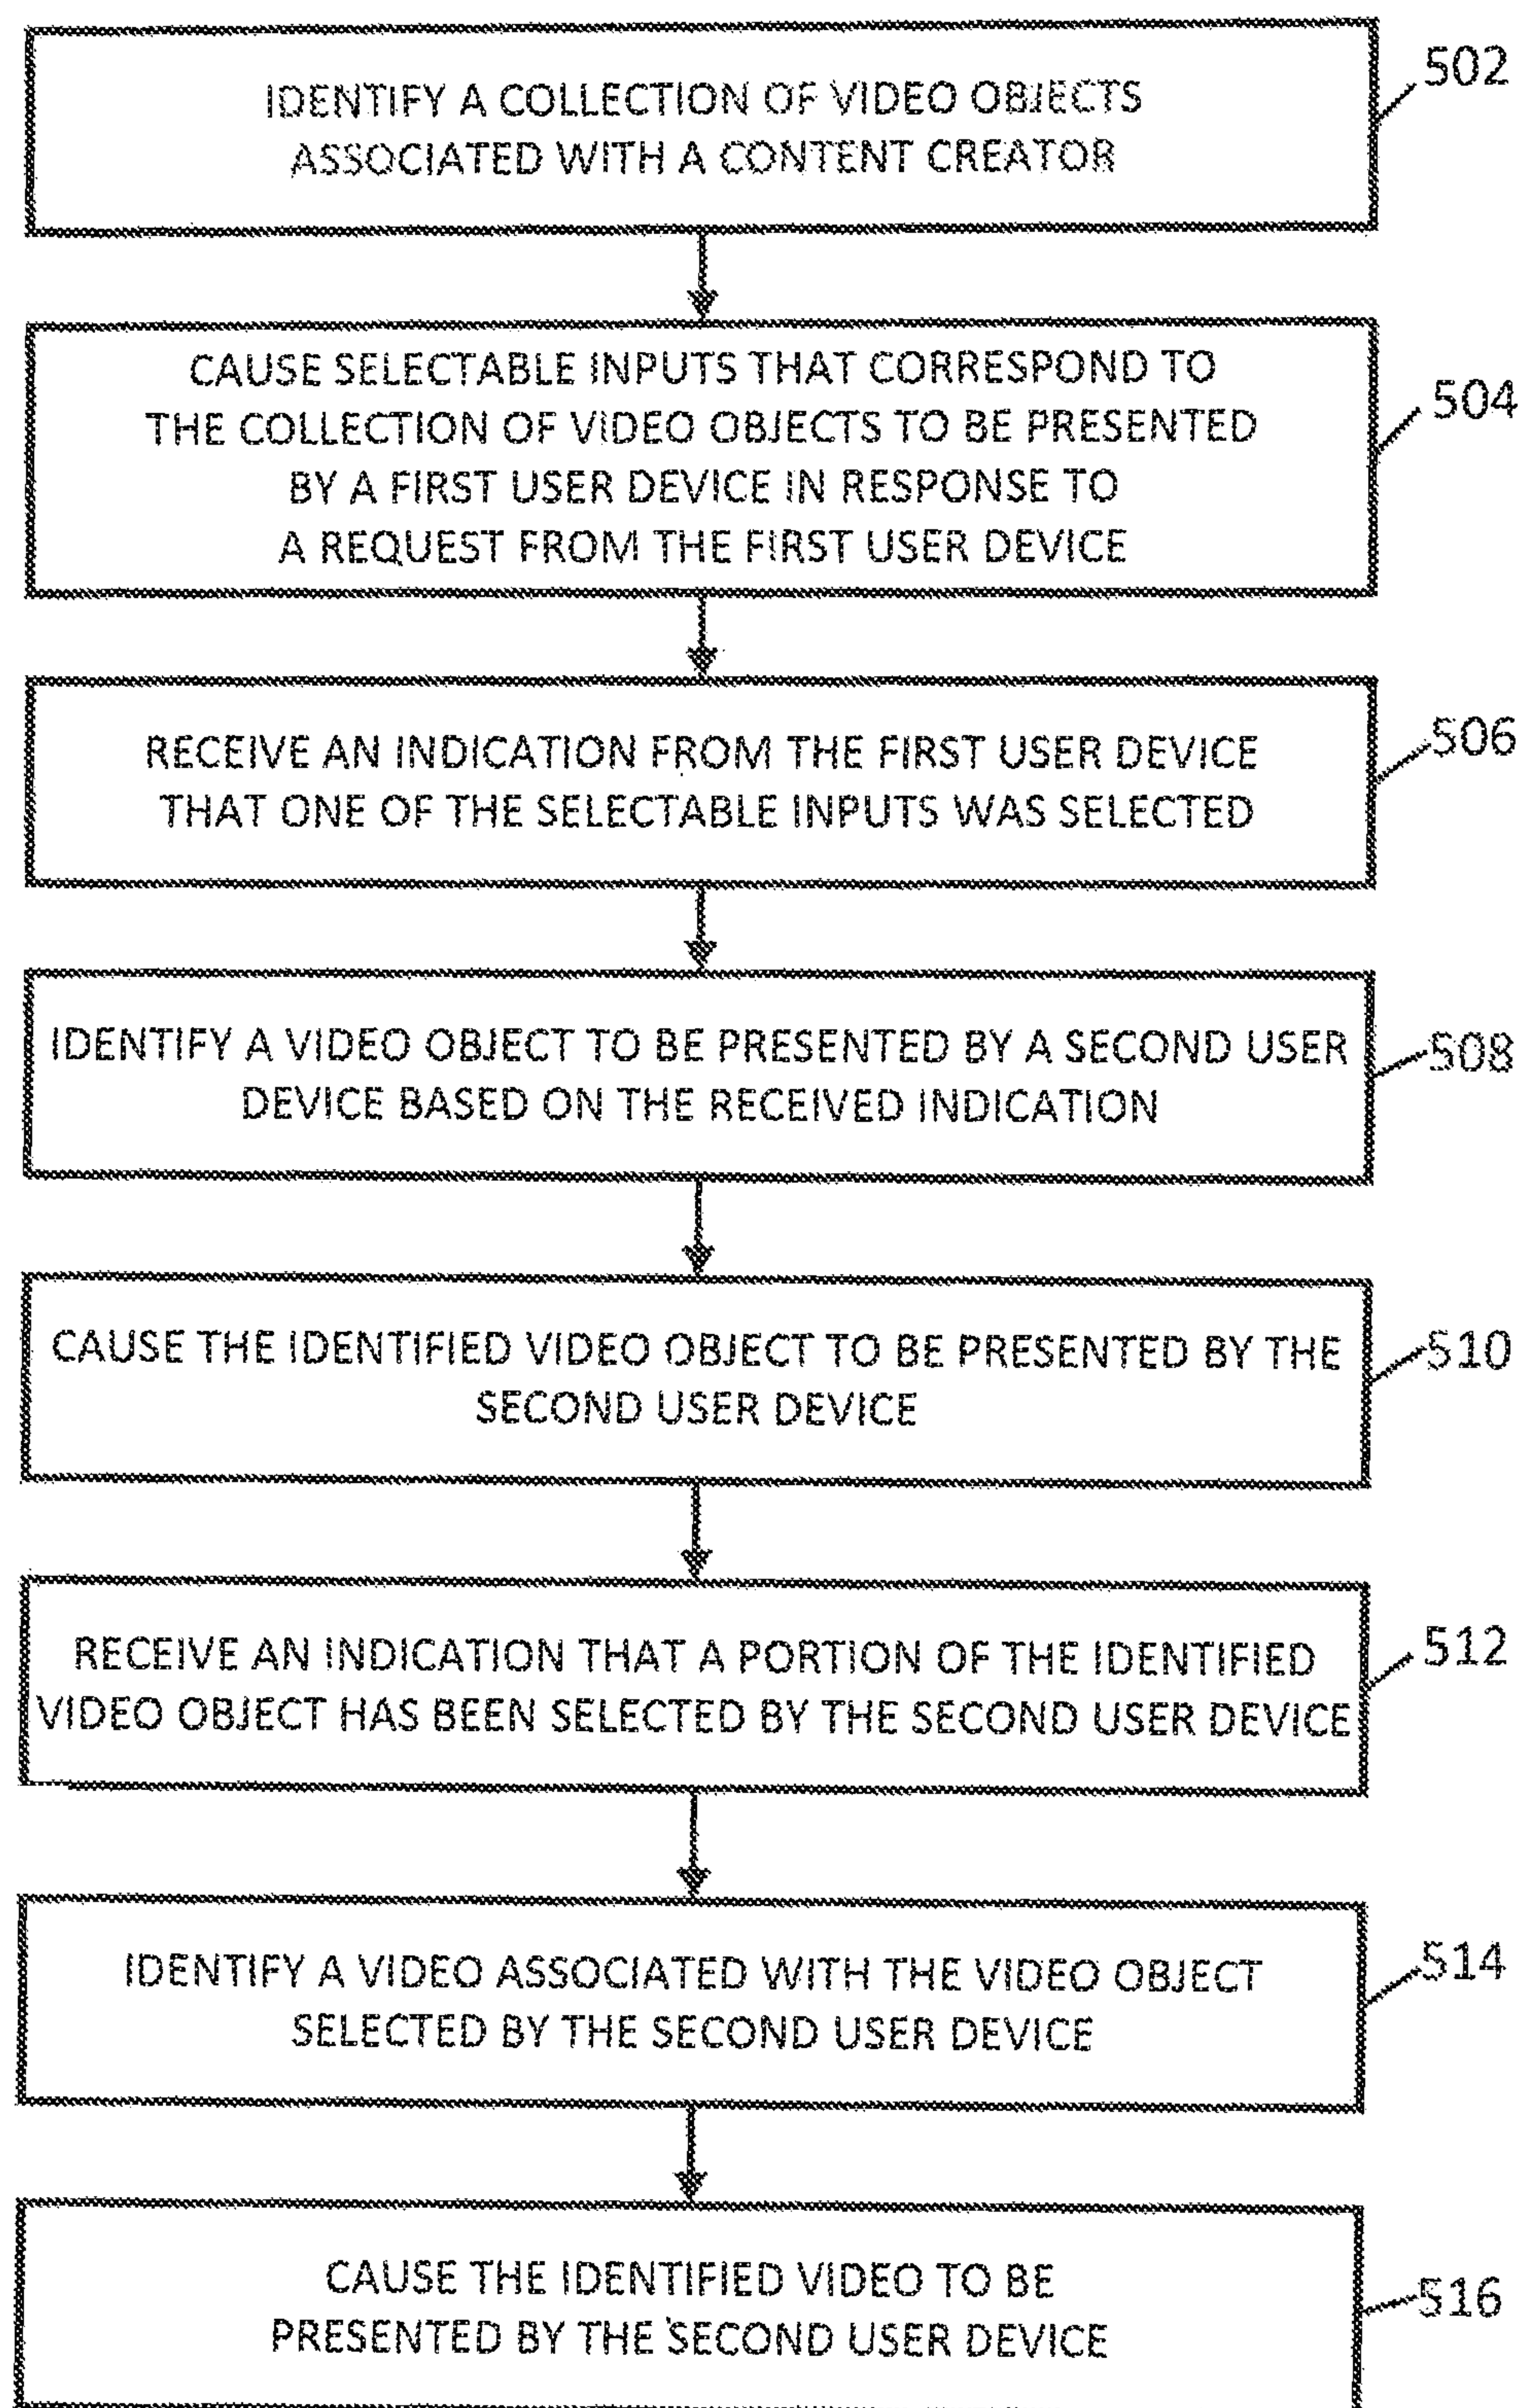 IDENTIFY A COLLECTION OF VIDEO OBJECTS
ASSOCIATED WITH A CONTENT CREATOR
502
CAUSE SELECTABLE INPUTS THAT CORRESPOND TO
THE COLLECTION OF VIDEO OBJECTS TO BE PRESENTED
BY A FIRST USER DEVICE IN RESPONSE TO
A REQUEST FROM THE FIRST USER DEVICE
504
RECEIVE AN INDICATION FROM THE FIRST USER DEVICE
THAT ONE OF THE SELECTABLE INPUTS WAS SELECTED
506
IDENTIFY A VIDEO OBJECT TO BE PRESENTED BY A SECOND USER
DEVICE BASED ON THE RECEIVED INDICATION
508
CAUSE THE IDENTIFIED VIDEO OBJECT TO BE PRESENTED BY THE
SECOND USER DEVICE
510
RECEIVE AN INDICATION THAT A PORTION OF THE IDENTIFIED
VIDEO OBJECT HAS BEEN SELECTED BY THE SECOND USER DEVICE
512
IDENTIFY A VIDEO ASSOCIATED WITH THE VIDEO OBJECT
SELECTED BY THE SECOND USER DEVICE
514
CAUSE THE IDENTIFIED VIDEO TO BE
PRESENTED BY THE SECOND USER DEVICE
516